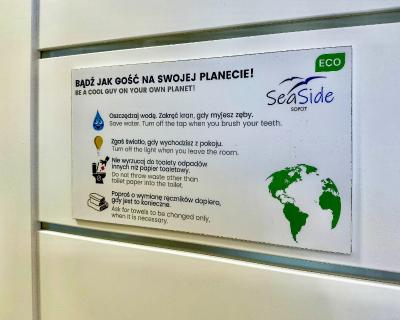 ECO
BĄDŹ JAK GOŚĆ NA SWOJEJ PLANECIE!
BE A COOL GUY ON YOUR OWN PLANET!
SeaSide
SOPOT
Oszczędzaj wodę. Zakręć kran, gdy myjesz zęby.
Save water. Turn off the tap when you brush your teeth.
Zgaś światło, gdy wychodzisz z pokoju.
Turn off the light when you leave the room.
Nie wyrzucaj do toalety odpadów
innych niż papier toaletowy.
Do not throw waste other than
toilet paper into the toilet.
Poproś o wymianę ręczników dopiero,
gdy jest to konieczne.
Ask for towels to be changed only,
when it is necessary.